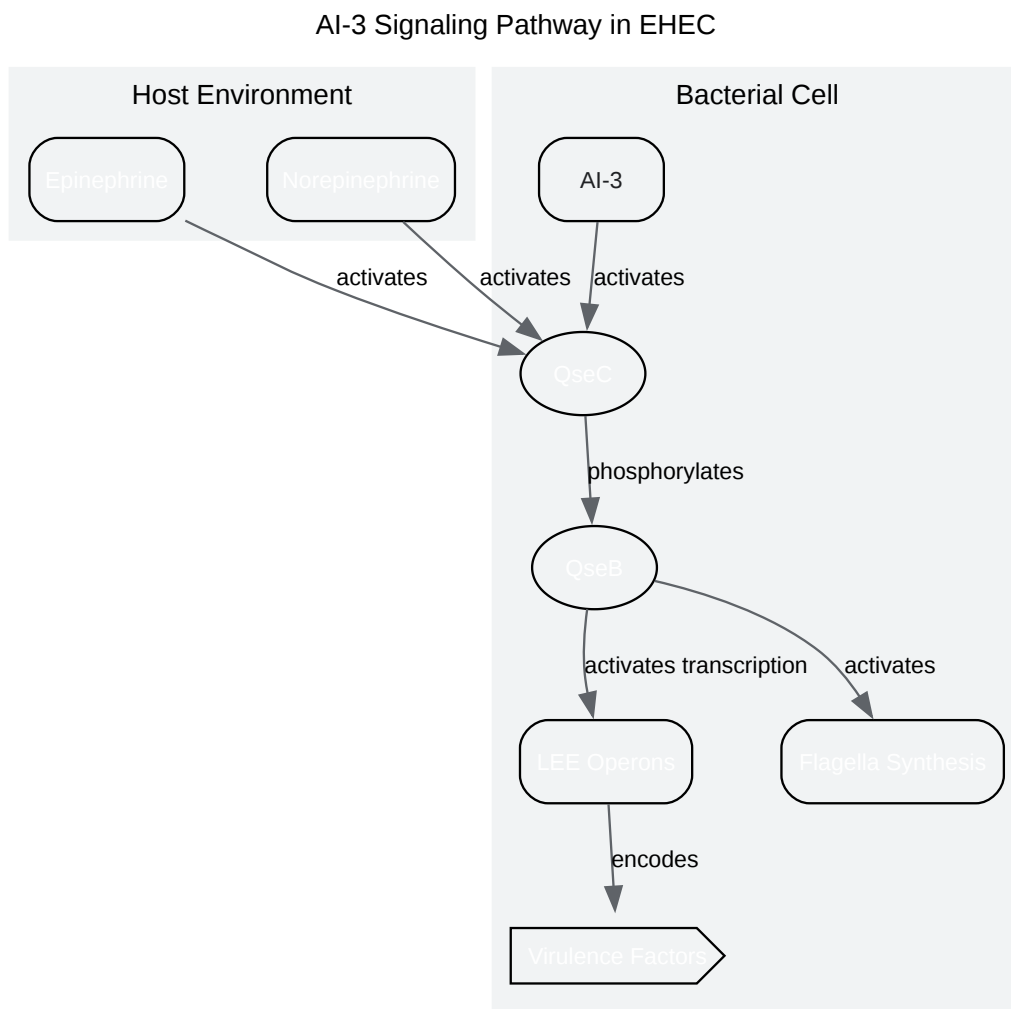 AI-3 Signaling Pathway in EHEC
Host Environment
Bacterial Cell
Epinephrine
Norepinephrine
AI-3
activates
activates
activates
QseC
phosphorylates
QseB
activates transcription
activates
LEE Operons
Flagella Synthesis
encodes
Virulence Factors